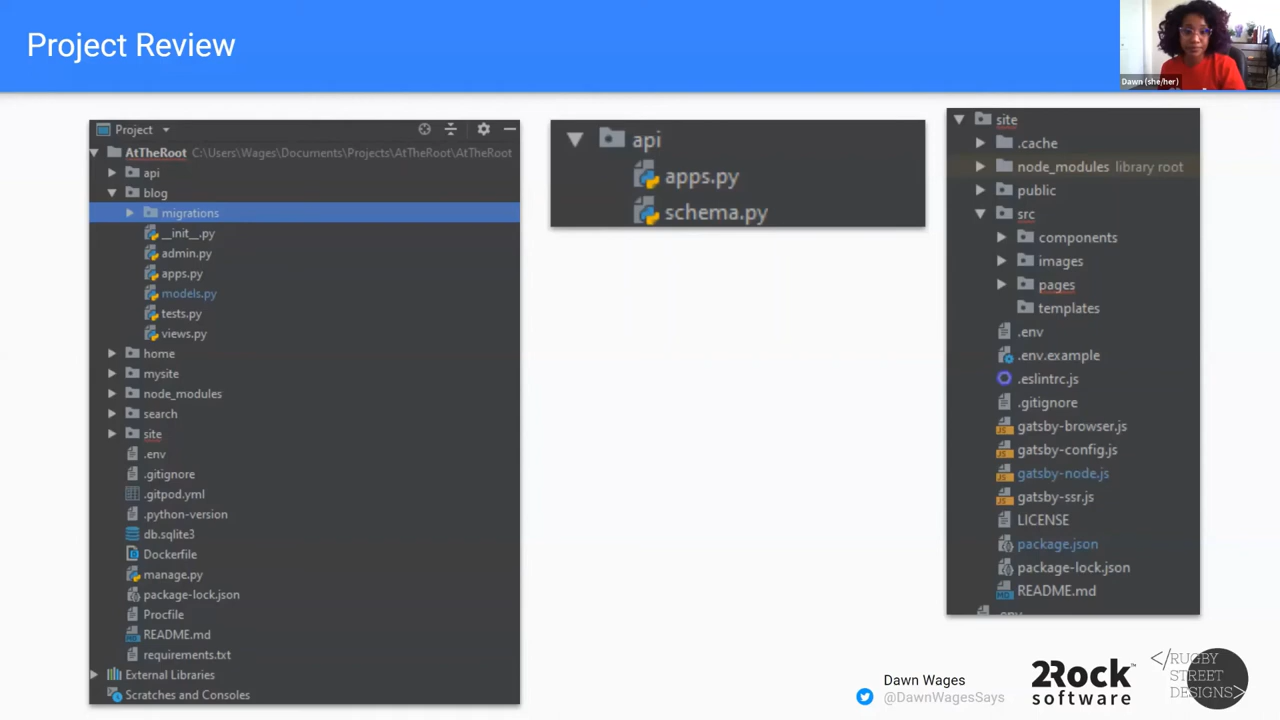 Project Review
Dawn (she/her)
Project
AtTheRoot C:\Users\Wages\Documents\Projects\AtTheRoot\AtTheRoot
api
blog
migrations
__init__.py
admin.py
apps.py
models.py
tests.py
views.py
home
mysite
node_modules
search
site
.env
.gitignore
.gitpod.yml
.python-version
db.sqlite3
Dockerfile
manage.py
package-lock.json
Procfile
README.md
requirements.txt
External Libraries
Scratches and Consoles
api
apps.py
schema.py
site
.cache
node_modules library root
public
src
components
images
pages
templates
.env
.env.example
.eslintrc.js
.gitignore
gatsby-browser.js
gatsby-config.js
gatsby-node.js
gatsby-ssr.js
LICENSE
package.json
package-lock.json
README.md
Dawn Wages
@DawnWagesSays
2Rock™
software
</RUGBY
STREET
DESIGNS>